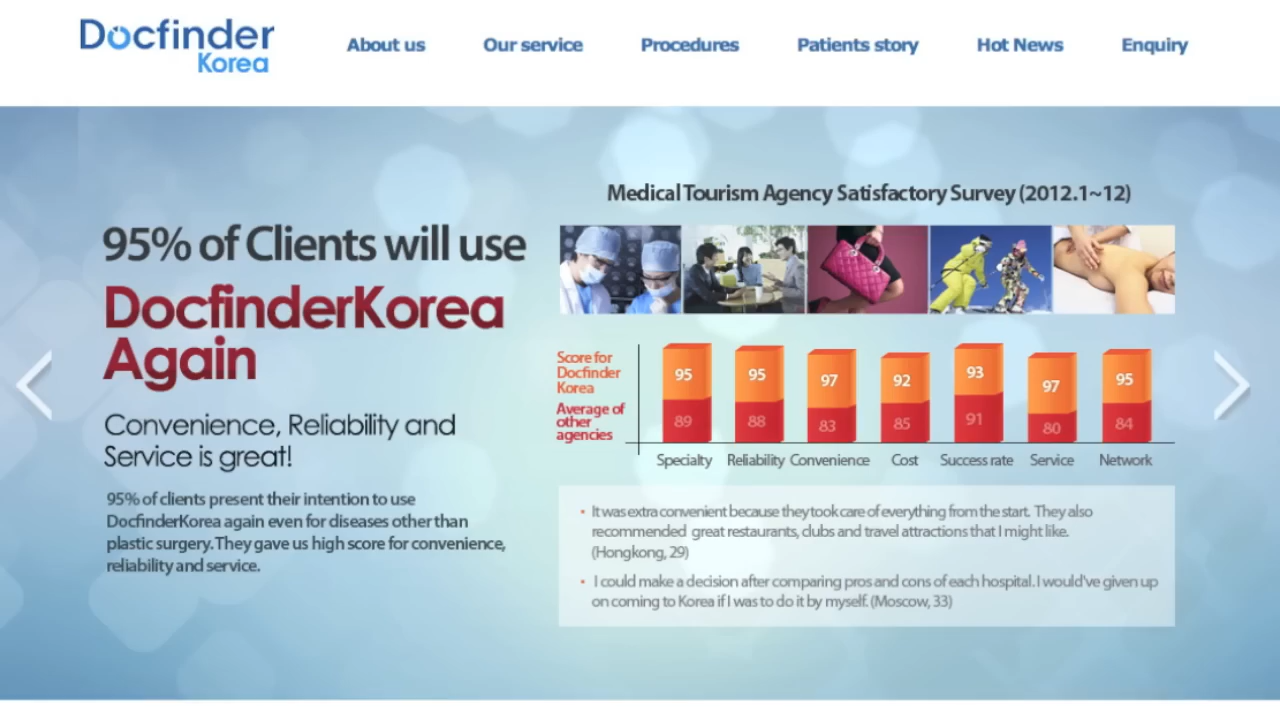 Docfinder
Korea
About us
Our service
Procedures
Patients story
Hot News
Enquiry
95% of Clients will use
DocfinderKorea
Again
Convenience, Reliability and
Service is great!
95% of clients present their intention to use
DocfinderKorea again even for diseases other than
plastic surgery. They gave us high score for convenience,
reliability and service.
Medical Tourism Agency Satisfactory Survey (2012.1~12)
Score for
Docfinder
Korea
Average of
other
agencies
95 95 97 92 93 97 95
89 88 83 85 91 80 84
Specialty Reliability Convenience Cost Success rate Service Network
• It was extra convenient because they took care of everything from the start. They also
recommended great restaurants, clubs and travel attractions that I might like.
(Hongkong, 29)
• I could make a decision after comparing pros and cons of each hospital. I would've given up
on coming to Korea if I was to do it by myself. (Moscow, 33)